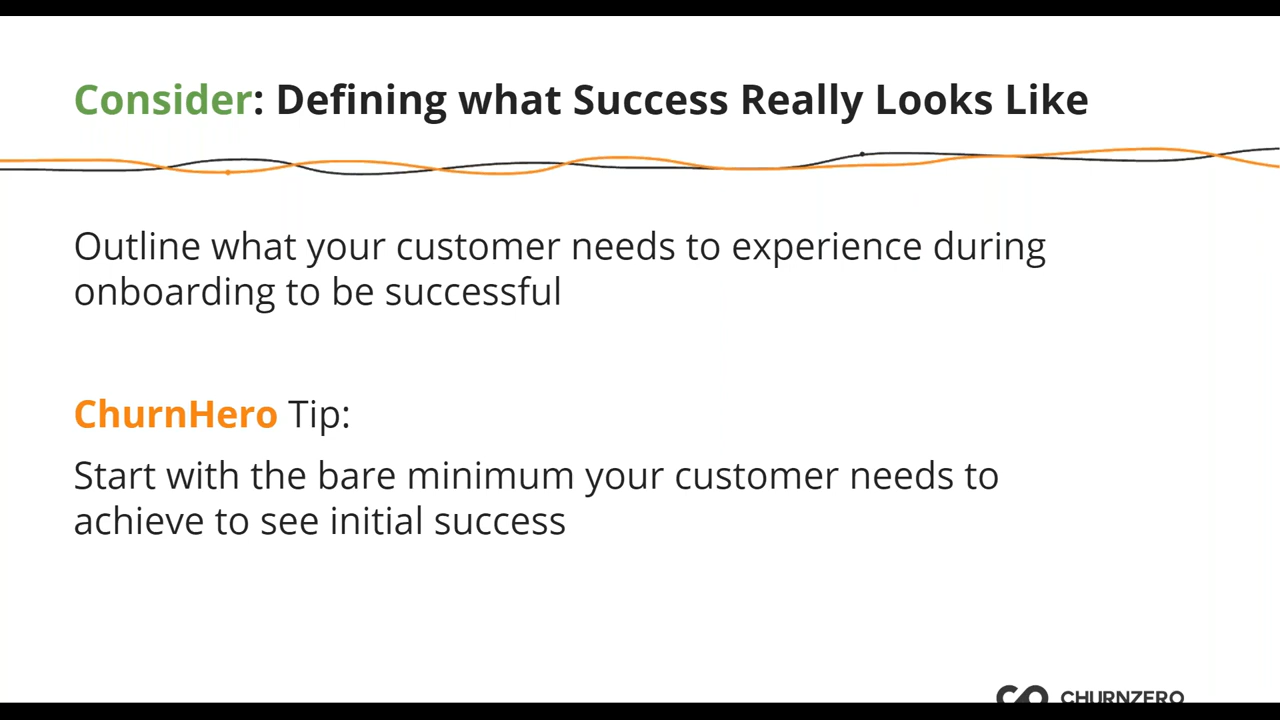 Consider: Defining what Success Really Looks Like
Outline what your customer needs to experience during
onboarding to be successful
ChurnHero Tip:
Start with the bare minimum your customer needs to
achieve to see initial success
CHURNZERO